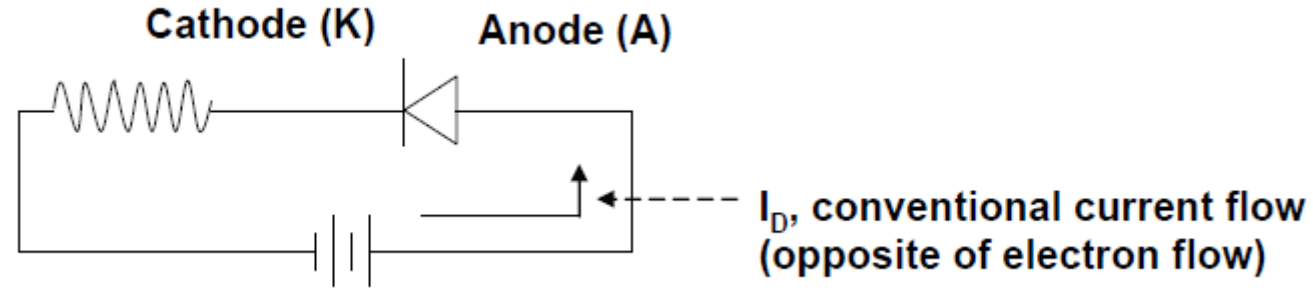 Cathode (K)
Anode (A)
I_D, conventional current flow
(opposite of electron flow)